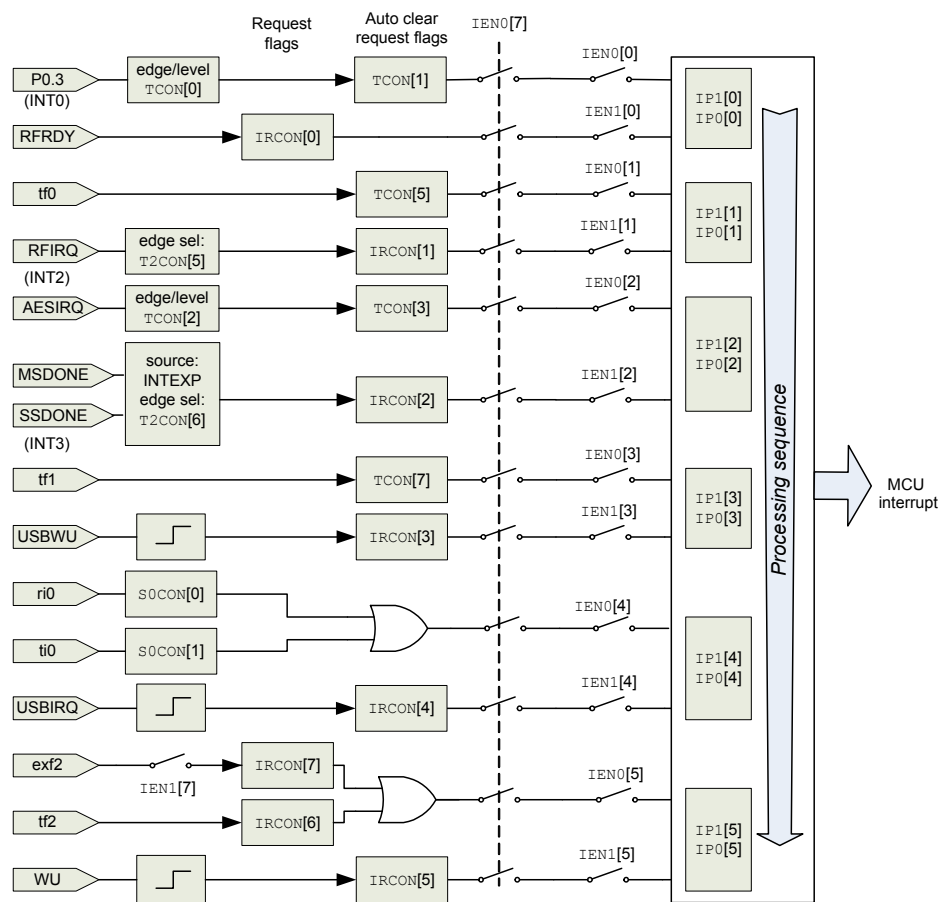 Request
flags
Auto clear
request flags
IEN0[7]
P0.3
(INT0)
edge/level
TCON[0]
TCON[1]
IEN0[0]
RFRDY
IRCON[0]
IEN1[0]
IP1[0]
IP0[0]
tf0
TCON[5]
IEN0[1]
RFIRQ
(INT2)
edge sel:
T2CON[5]
IRCON[1]
IEN1[1]
IP1[1]
IP0[1]
AESIRQ
edge/level
TCON[2]
TCON[3]
IEN0[2]
MSDONE
SSDONE
(INT3)
source:
INTEXP
edge sel:
T2CON[6]
IRCON[2]
IEN1[2]
IP1[2]
IP0[2]
tf1
TCON[7]
IEN0[3]
USBWU
IRCON[3]
IEN1[3]
IP1[3]
IP0[3]
Processing sequence
MCU
interrupt
ri0
S0CON[0]
IEN0[4]
ti0
S0CON[1]
USBIRQ
IRCON[4]
IEN1[4]
IP1[4]
IP0[4]
exf2
IEN1[7]
IRCON[7]
IEN0[5]
tf2
IRCON[6]
WU
IRCON[5]
IEN1[5]
IP1[5]
IP0[5]